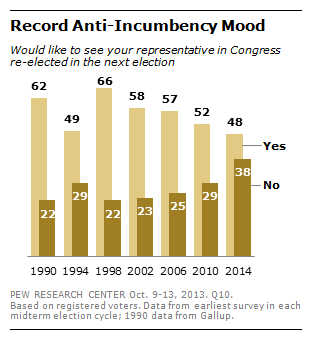 Record Anti-Incumbency Mood
Would like to see your representative in Congress
re-elected in the next election
62
49
66
58
57
52
48
Yes
No
22
29
22
23
25
29
38
1990 1994 1998 2002 2006 2010 2014
PEW RESEARCH CENTER Oct. 9-13, 2013. Q10.
Based on registered voters. Data from earliest survey in each
midterm election cycle; 1990 data from Gallup.